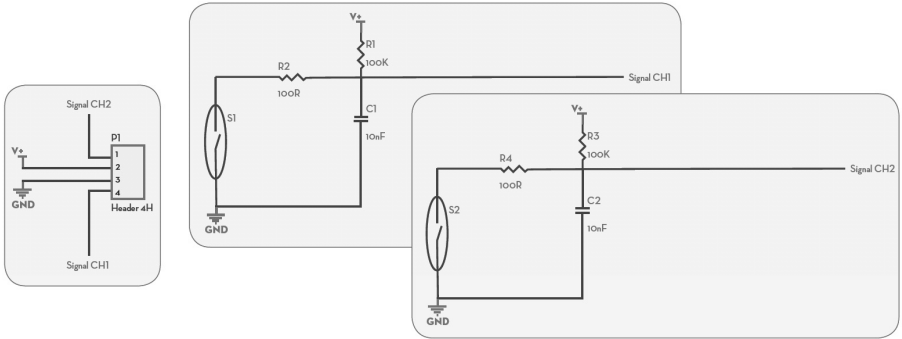 Signal CH2
P1
V+
1
2
3
4
GND
Header 4H
Signal CH1
V+
R1
100K
R2
100R
Signal CH1
C1
10nF
S1
GND
V+
R3
100K
R4
100R
Signal CH2
C2
10nF
S2
GND